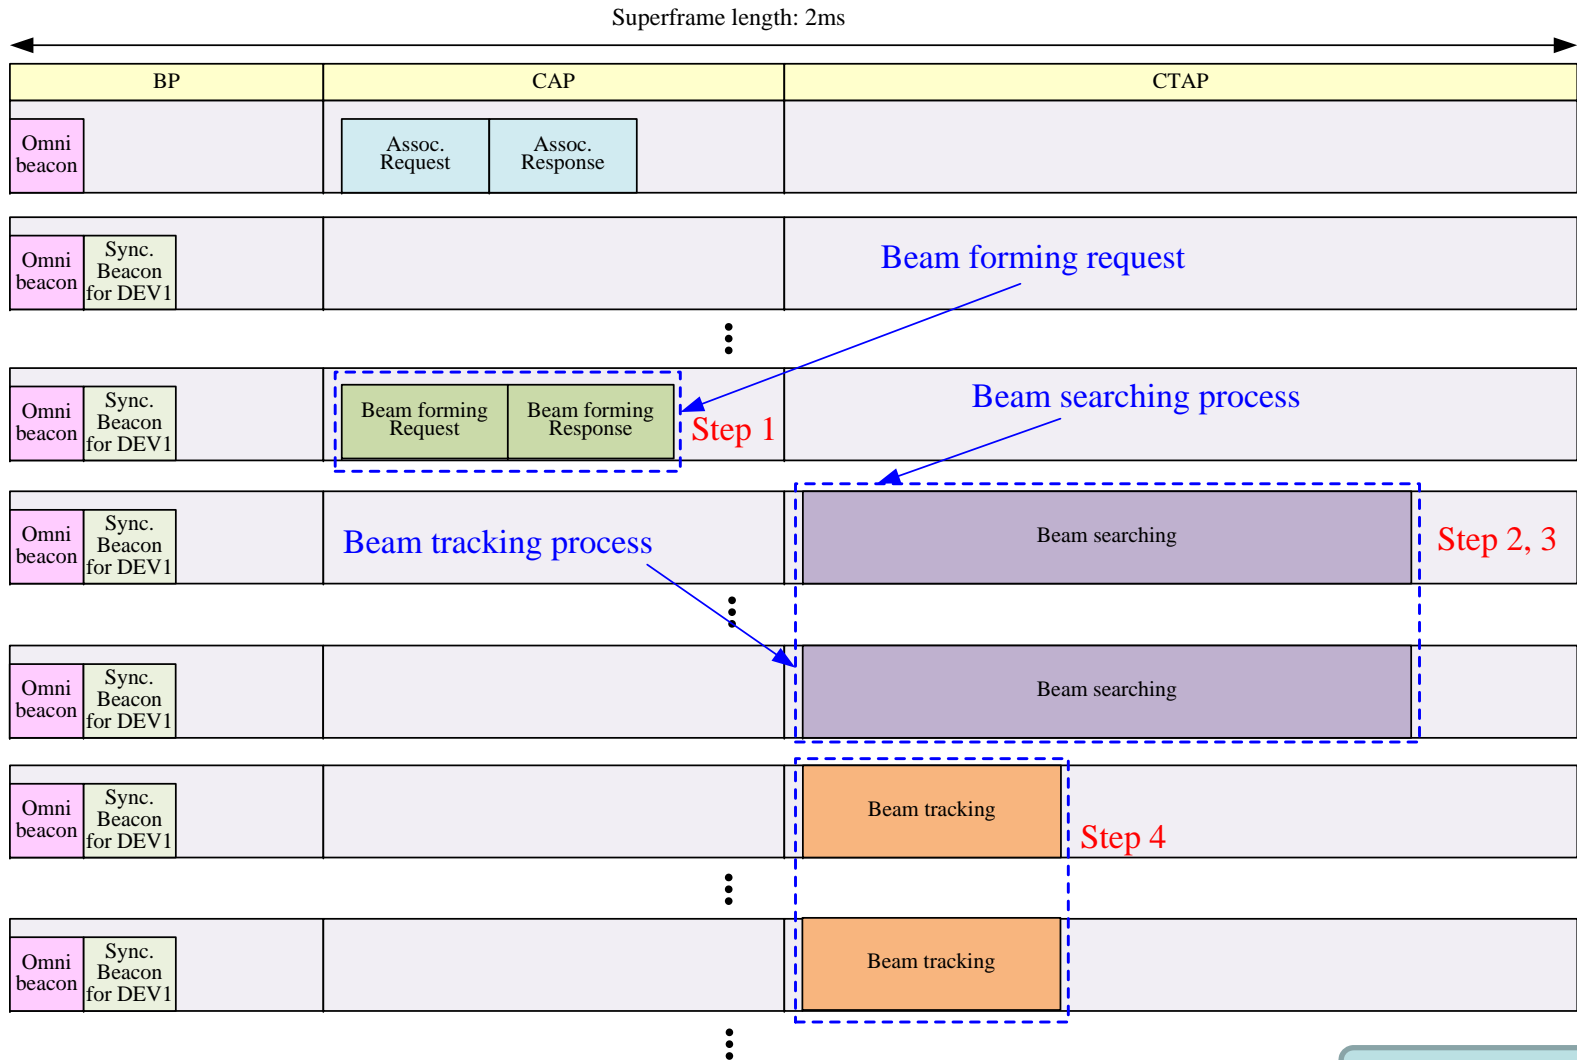 Superframe length: 2ms
BP
CAP
CTAP
Omni
beacon
Assoc.
Request
Assoc.
Response
Omni
beacon
Sync.
Beacon
for DEV1
Beam forming request
Omni
beacon
Sync.
Beacon
for DEV1
Beam forming
Request
Beam forming
Response
Step 1
Beam searching process
Omni
beacon
Sync.
Beacon
for DEV1
Beam tracking process
Beam searching
Step 2, 3
Omni
beacon
Sync.
Beacon
for DEV1
Beam searching
Omni
beacon
Sync.
Beacon
for DEV1
Beam tracking
Step 4
Omni
beacon
Sync.
Beacon
for DEV1
Beam tracking